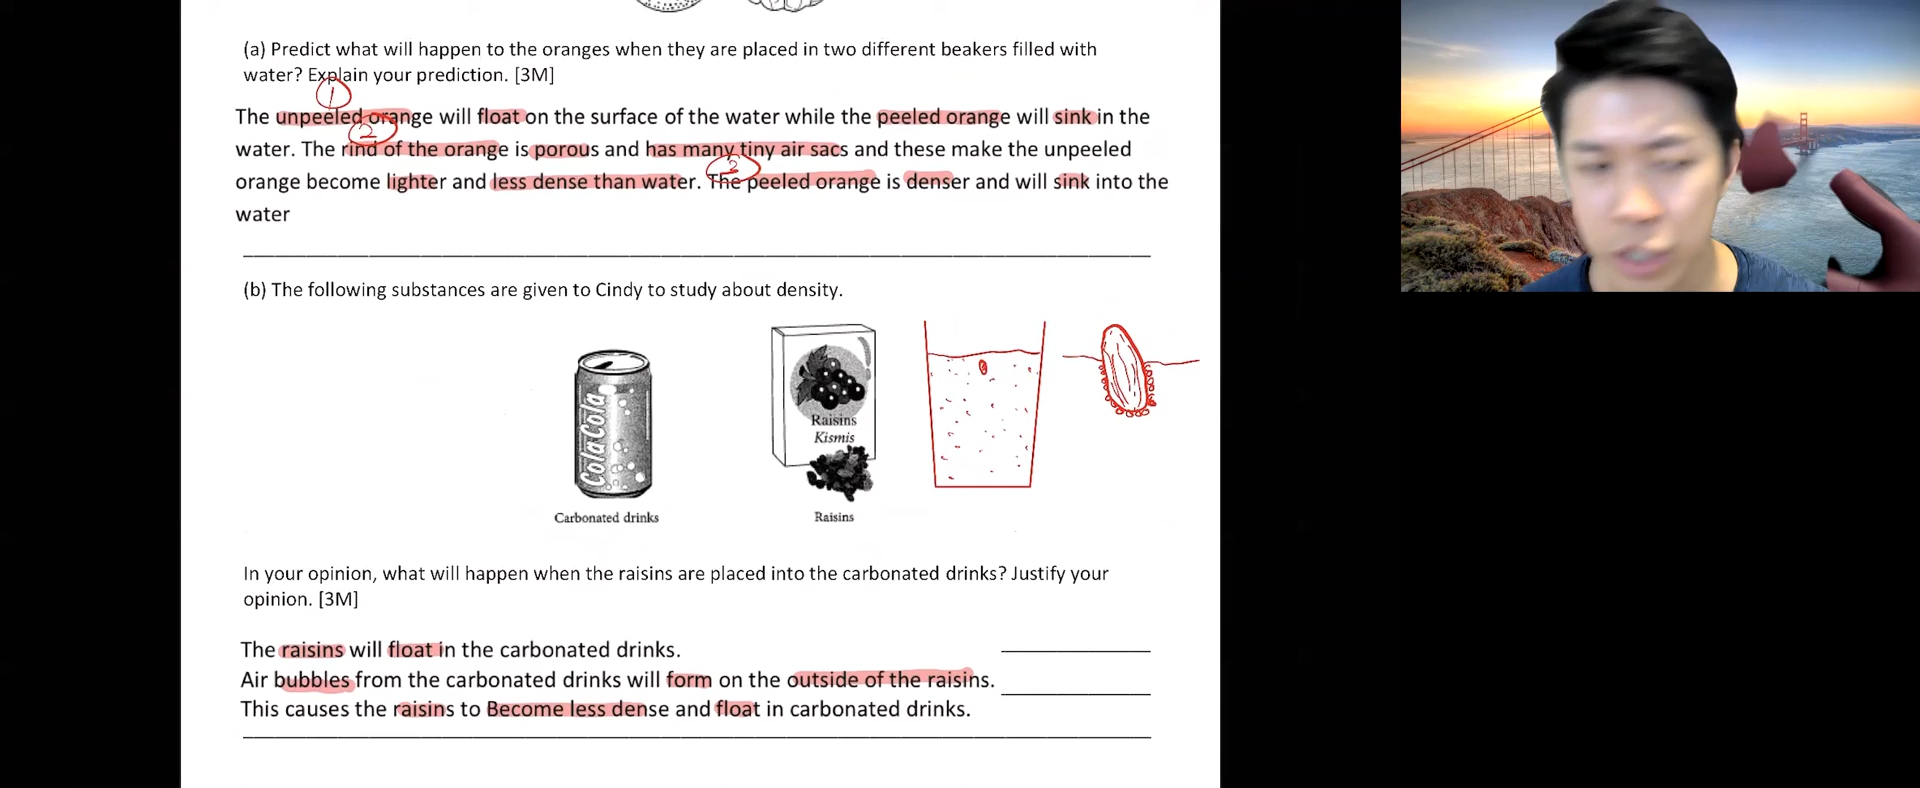 (a) Predict what will happen to the oranges when they are placed in two different beakers filled with
water? Explain your prediction. [3M]
1
The unpeeled orange will float on the surface of the water while the peeled orange will sink in the
2
water. The rind of the orange is porous and has many tiny air sacs and these make the unpeeled
3
orange become lighter and less dense than water. The peeled orange is denser and will sink into the
water
(b) The following substances are given to Cindy to study about density.
ColaCola
Raisins
Kismis
Carbonated drinks
Raisins
In your opinion, what will happen when the raisins are placed into the carbonated drinks? Justify your
opinion. [3M]
The raisins will float in the carbonated drinks.
Air bubbles from the carbonated drinks will form on the outside of the raisins.
This causes the raisins to Become less dense and float in carbonated drinks.